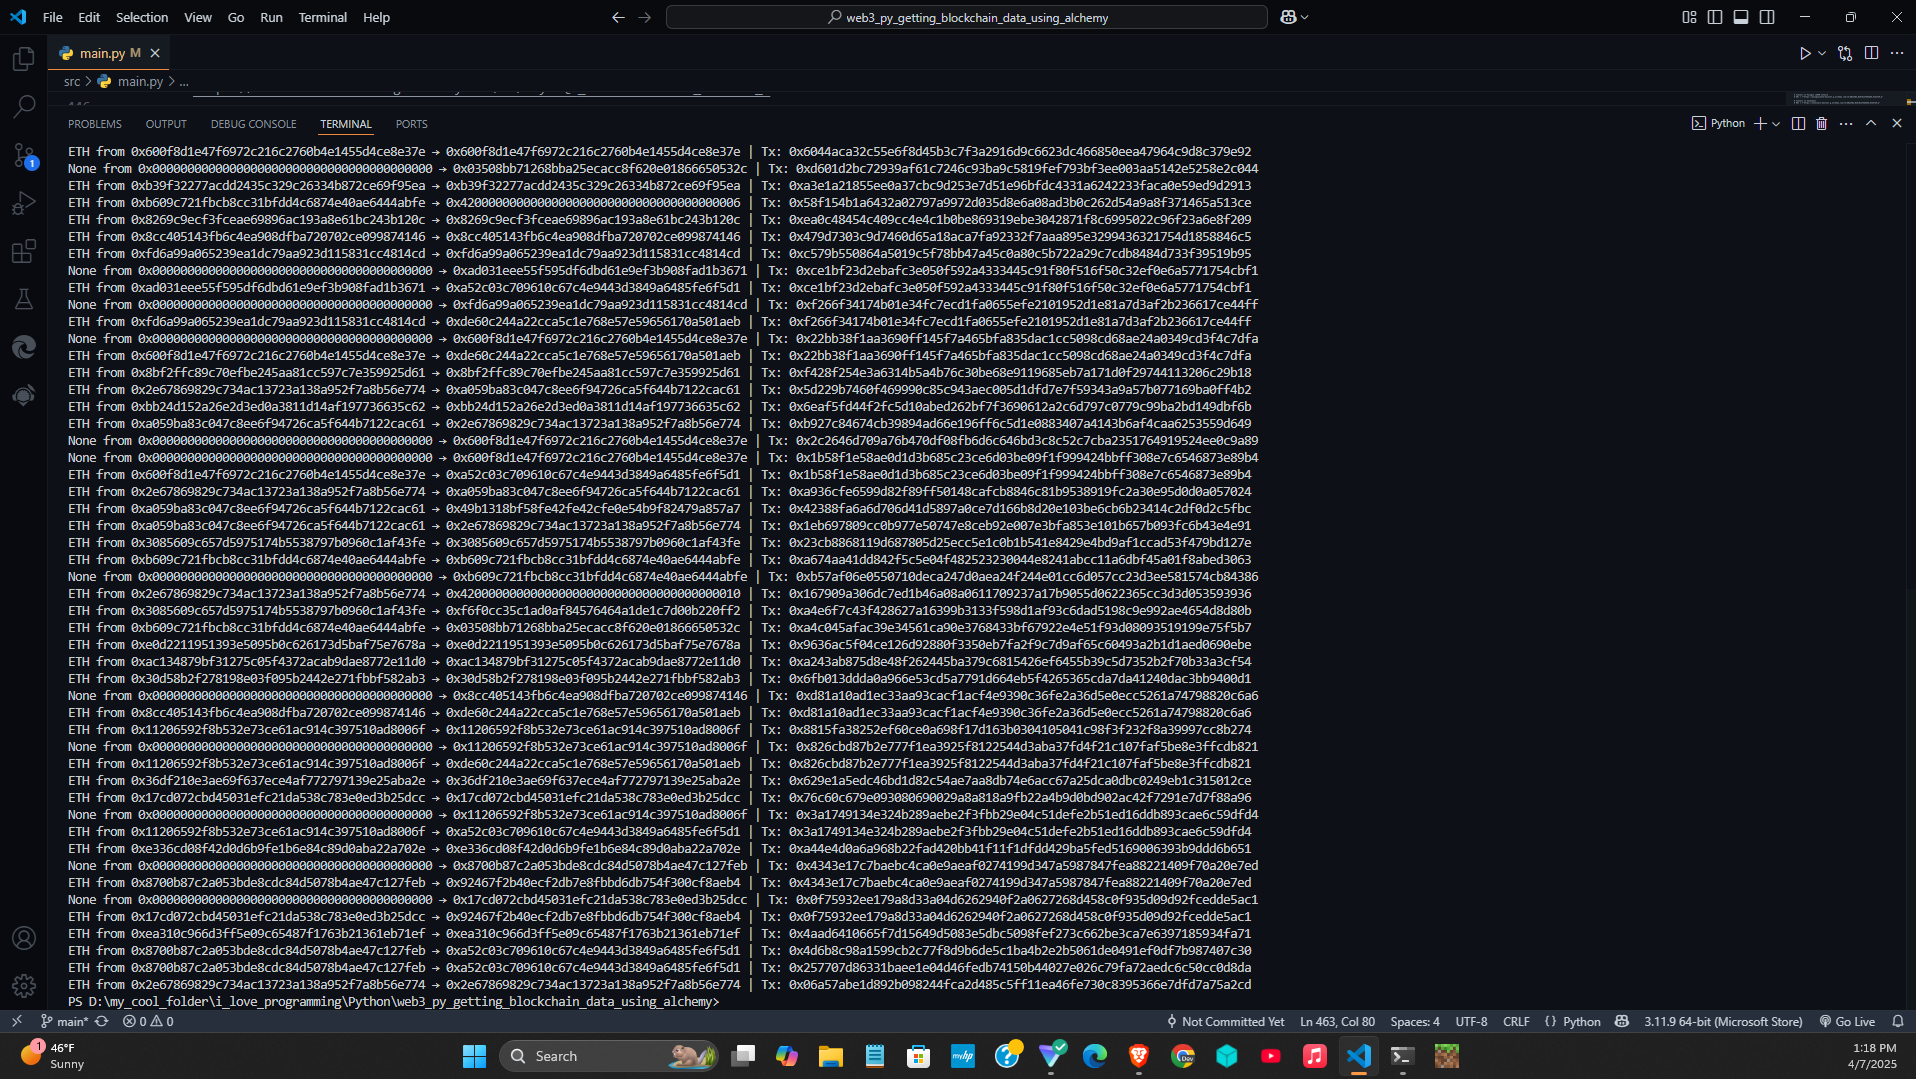 File Edit Selection View Go Run Terminal Help
web3_py_getting_blockchain_data_using_alchemy
main.py M
src > main.py > ...
PROBLEMS OUTPUT DEBUG CONSOLE TERMINAL PORTS
Python
ETH from 0x600f8d1e47f6972c216c2760b4e1455d4ce8e37e → 0x600f8d1e47f6972c216c2760b4e1455d4ce8e37e | Tx: 0x6044aca32c55e6f8d45b3c7f3a2916d9c6623dc466850eea47964c9d8c379e92
None from 0x0000000000000000000000000000000000000000 → 0x03508bb71268bba25ecacc8f620e01866650532c | Tx: 0xd601d2bc72939af61c7246c93ba9c5819fef793bf3ee003aa5142e5258e2c044
ETH from 0xb39f32277acdd2435c329c26334b872ce69f95ea → 0xb39f32277acdd2435c329c26334b872ce69f95ea | Tx: 0xa3e1a21855ee0a37cbc9d253e7d51e96bfdc4331a6242233faca0e59ed9d2913
ETH from 0xb609c721fbcb8cc31bfdd4c6874e40ae6444abfe → 0x4200000000000000000000000000000000000006 | Tx: 0x58f154b1a6432a02797a9972d035d8e6a08ad3b0c262d54a9a8f371465a513ce
ETH from 0x8269c9ecf3fceae69896ac193a8e61bc243b120c → 0x8269c9ecf3fceae69896ac193a8e61bc243b120c | Tx: 0xea0c48454c409cc4e4c1b0be869319ebe3042871f8c6995022c96f23a6e8f209
ETH from 0x8cc405143fb6c4ea908dfba720702ce099874146 → 0x8cc405143fb6c4ea908dfba720702ce099874146 | Tx: 0x479d7303c9d7460d65a18aca7fa92332f7aaa895e3299436321754d1858846c5
ETH from 0xfd6a99a065239ea1dc79aa923d115831cc4814cd → 0xfd6a99a065239ea1dc79aa923d115831cc4814cd | Tx: 0xc579b550864a5019c5f78bb47a45c0a80c5b722a29c7cdb8484d733f39519b95
None from 0x0000000000000000000000000000000000000000 → 0xad031eee55f595df6dbd61e9ef3b908fad1b3671 | Tx: 0xce1bf23d2ebafc3e050f592a4333445c91f80f516f50c32ef0e6a5771754cbf1
ETH from 0xad031eee55f595df6dbd61e9ef3b908fad1b3671 → 0xa52c03c709610c67c4e9443d3849a6485fe6f5d1 | Tx: 0xce1bf23d2ebafc3e050f592a4333445c91f80f516f50c32ef0e6a5771754cbf1
None from 0x0000000000000000000000000000000000000000 → 0xfd6a99a065239ea1dc79aa923d115831cc4814cd | Tx: 0xf266f34174b01e34fc7ecd1fa0655efe2101952d1e81a7d3af2b236617ce44ff
ETH from 0xfd6a99a065239ea1dc79aa923d115831cc4814cd → 0xde60c244a22cca5c1e768e57e59656170a501aeb | Tx: 0xf266f34174b01e34fc7ecd1fa0655efe2101952d1e81a7d3af2b236617ce44ff
None from 0x0000000000000000000000000000000000000000 → 0x600f8d1e47f6972c216c2760b4e1455d4ce8e37e | Tx: 0x22bb38f1aa3690ff145f7a465bfa835dac1cc5098cd68ae24a0349cd3f4c7dfa
ETH from 0x600f8d1e47f6972c216c2760b4e1455d4ce8e37e → 0xde60c244a22cca5c1e768e57e59656170a501aeb | Tx: 0x22bb38f1aa3690ff145f7a465bfa835dac1cc5098cd68ae24a0349cd3f4c7dfa
ETH from 0x8bf2ffc89c70efbe245aa81cc597c7e359925d61 → 0x8bf2ffc89c70efbe245aa81cc597c7e359925d61 | Tx: 0xf428f254e3a6314b5a4b76c30be68e9119685eb7a171d0f29744113206c29b18
ETH from 0x2e67869829c734ac13723a138a952f7a8b56e774 → 0xa059ba83c047c8ee6f94726ca5f644b7122cac61 | Tx: 0x5d229b7460f469990c85c943aec005d1dfd7e7f59343a9a57b077169ba0ff4b2
ETH from 0xbb24d152a26e2d3ed0a3811d14af197736635c62 → 0xbb24d152a26e2d3ed0a3811d14af197736635c62 | Tx: 0x6eaf5fd44f2fc5d10abed262bf7f3690612a2c6d797c0779c99ba2bd149dbf6b
ETH from 0xa059ba83c047c8ee6f94726ca5f644b7122cac61 → 0x2e67869829c734ac13723a138a952f7a8b56e774 | Tx: 0xb927c84674cb39894ad66e196ff6c5d1e0883407a4143b6af4caa6253559d649
None from 0x0000000000000000000000000000000000000000 → 0x600f8d1e47f6972c216c2760b4e1455d4ce8e37e | Tx: 0x2c2646d709a76b470df08fb6d6c646bd3c8c52c7cba2351764919524ee0c9a89
None from 0x0000000000000000000000000000000000000000 → 0x600f8d1e47f6972c216c2760b4e1455d4ce8e37e | Tx: 0x1b58f1e58ae0d1d3b685c23ce6d03be09f1f999424bbff308e7c6546873e89b4
ETH from 0x600f8d1e47f6972c216c2760b4e1455d4ce8e37e → 0xa52c03c709610c67c4e9443d3849a6485fe6f5d1 | Tx: 0x1b58f1e58ae0d1d3b685c23ce6d03be09f1f999424bbff308e7c6546873e89b4
ETH from 0x2e67869829c734ac13723a138a952f7a8b56e774 → 0xa059ba83c047c8ee6f94726ca5f644b7122cac61 | Tx: 0xa936cfe6599d82f89ff50148cafcb8846c81b9538919fc2a30e95d0d0a057024
ETH from 0xa059ba83c047c8ee6f94726ca5f644b7122cac61 → 0x49b1318bf58fe42fe42cfe0e54b9f82479a857a7 | Tx: 0x42388fa6a6d706d41d5897a0ce7d166b8d20e103be6cb6b23414c2df0d2c5fbc
ETH from 0xa059ba83c047c8ee6f94726ca5f644b7122cac61 → 0x2e67869829c734ac13723a138a952f7a8b56e774 | Tx: 0x1eb697809cc0b977e50747e8ceb92e007e3bfa853e101b657b093fc6b43e4e91
ETH from 0x3085609c657d5975174b5538797b0960c1af43fe → 0x3085609c657d5975174b5538797b0960c1af43fe | Tx: 0x23cb8868119d687805d25ecc5e1c0b1b541e8429e4bd9af1ccad53f479bd127e
ETH from 0xb609c721fbcb8cc31bfdd4c6874e40ae6444abfe → 0xb609c721fbcb8cc31bfdd4c6874e40ae6444abfe | Tx: 0xa674aa41dd842f5c5e04f482523230044e8241abcc11a6dbf45a01f8abed3063
None from 0x0000000000000000000000000000000000000000 → 0xb609c721fbcb8cc31bfdd4c6874e40ae6444abfe | Tx: 0xb57af06e0550710deca247d0aea24f244e01cc6d057cc23d3ee581574cb84386
ETH from 0x2e67869829c734ac13723a138a952f7a8b56e774 → 0x4200000000000000000000000000000000000010 | Tx: 0x167909a306dc7ed1b46a08a0611709237a17b9055d0622365cc3d3d053593936
ETH from 0x3085609c657d5975174b5538797b0960c1af43fe → 0xf6f0cc35c1ad0af84576464a1de1c7d00b220ff2 | Tx: 0xa4e6f7c43f428627a16399b3133f598d1af93c6dad5198c9e992ae4654d8d80b
ETH from 0xb609c721fbcb8cc31bfdd4c6874e40ae6444abfe → 0x03508bb71268bba25ecacc8f620e01866650532c | Tx: 0xa4c045afac39e34561ca90e3768433bf67922e4e51f93d08093519199e75f5b7
ETH from 0xe0d2211951393e5095b0c626173d5baf75e7678a → 0xe0d2211951393e5095b0c626173d5baf75e7678a | Tx: 0x9636ac5f04ce126d92880f3350eb7fa2f9c7d9af65c60493a2b1d1aed0690ebe
ETH from 0xac134879bf31275c05f4372acab9dae8772e11d0 → 0xac134879bf31275c05f4372acab9dae8772e11d0 | Tx: 0xa243ab875d8e48f262445ba379c6815426ef6455b39c5d7352b2f70b33a3cf54
ETH from 0x30d58b2f278198e03f095b2442e271fbbf582ab3 → 0x30d58b2f278198e03f095b2442e271fbbf582ab3 | Tx: 0x6fb013ddda0a966e53cd5a7791d664eb5f4265365cda7da41240dac3bb9400d1
None from 0x0000000000000000000000000000000000000000 → 0x8cc405143fb6c4ea908dfba720702ce099874146 | Tx: 0xd81a10ad1ec33aa93cacf1acf4e9390c36fe2a36d5e0ecc5261a74798820c6a6
ETH from 0x8cc405143fb6c4ea908dfba720702ce099874146 → 0xde60c244a22cca5c1e768e57e59656170a501aeb | Tx: 0xd81a10ad1ec33aa93cacf1acf4e9390c36fe2a36d5e0ecc5261a74798820c6a6
ETH from 0x11206592f8b532e73ce61ac914c397510ad8006f → 0x11206592f8b532e73ce61ac914c397510ad8006f | Tx: 0x8815fa38252ef60ce0a698f17d163b0304105041c98f3f232f8a39997cc8b274
None from 0x0000000000000000000000000000000000000000 → 0x11206592f8b532e73ce61ac914c397510ad8006f | Tx: 0x826cbd87b2e777f1ea3925f8122544d3aba37fd4f21c107faf5be8e3ffcdb821
ETH from 0x11206592f8b532e73ce61ac914c397510ad8006f → 0xde60c244a22cca5c1e768e57e59656170a501aeb | Tx: 0x826cbd87b2e777f1ea3925f8122544d3aba37fd4f21c107faf5be8e3ffcdb821
ETH from 0x36df210e3ae69f637ece4af772797139e25aba2e → 0x36df210e3ae69f637ece4af772797139e25aba2e | Tx: 0x629e1a5edc46bd1d82c54ae7aa8db74e6acc67a25dca0dbc0249eb1c315012ce
ETH from 0x17cd072cbd45031efc21da538c783e0ed3b25dcc → 0x17cd072cbd45031efc21da538c783e0ed3b25dcc | Tx: 0x76c60c679e093080690029a8a818a9fb22a4b9d0bd902ac42f7291e7d7f88a96
None from 0x0000000000000000000000000000000000000000 → 0x11206592f8b532e73ce61ac914c397510ad8006f | Tx: 0x3a1749134e324b289aebe2f3fbb29e04c51defe2b51ed16ddb893cae6c59dfd4
ETH from 0x11206592f8b532e73ce61ac914c397510ad8006f → 0xa52c03c709610c67c4e9443d3849a6485fe6f5d1 | Tx: 0x3a1749134e324b289aebe2f3fbb29e04c51defe2b51ed16ddb893cae6c59dfd4
ETH from 0xe336cd08f42d0d6b9fe1b6e84c89d0aba22a702e → 0xe336cd08f42d0d6b9fe1b6e84c89d0aba22a702e | Tx: 0xa44e4d0a6a968b22fad420bb41f11f1dfdd429ba5fed5169006393b9ddd6b651
None from 0x0000000000000000000000000000000000000000 → 0x8700b87c2a053bde8cdc84d5078b4ae47c127feb | Tx: 0x4343e17c7baebc4ca0e9aeaf0274199d347a5987847fea88221409f70a20e7ed
ETH from 0x8700b87c2a053bde8cdc84d5078b4ae47c127feb → 0x92467f2b40ecf2db7e8fbbd6db754f300cf8aeb4 | Tx: 0x4343e17c7baebc4ca0e9aeaf0274199d347a5987847fea88221409f70a20e7ed
None from 0x0000000000000000000000000000000000000000 → 0x17cd072cbd45031efc21da538c783e0ed3b25dcc | Tx: 0x0f75932ee179a8d33a04d6262940f2a0627268d458c0f935d09d92fcedde5ac1
ETH from 0x17cd072cbd45031efc21da538c783e0ed3b25dcc → 0x92467f2b40ecf2db7e8fbbd6db754f300cf8aeb4 | Tx: 0x0f75932ee179a8d33a04d6262940f2a0627268d458c0f935d09d92fcedde5ac1
ETH from 0xea310c966d3ff5e09c65487f1763b21361eb71ef → 0xea310c966d3ff5e09c65487f1763b21361eb71ef | Tx: 0x4aad6410665f7d15649d5083e5dbc5098fef273c662be3ca7e6397185934fa71
ETH from 0x8700b87c2a053bde8cdc84d5078b4ae47c127feb → 0xa52c03c709610c67c4e9443d3849a6485fe6f5d1 | Tx: 0x4d6b8c98a1599cb2c77f8d9b6de5c1ba4b2e2b5061de0491ef0df7b987407c30
ETH from 0x8700b87c2a053bde8cdc84d5078b4ae47c127feb → 0xa52c03c709610c67c4e9443d3849a6485fe6f5d1 | Tx: 0x257707d86331baee1e04d46fedb74150b44027e026c79fa72aedc6c50cc0d8da
ETH from 0x2e67869829c734ac13723a138a952f7a8b56e774 → 0x2e67869829c734ac13723a138a952f7a8b56e774 | Tx: 0x06a57abe1d892b098244fca2d485c5ff11ea46fe730c8395366e7dfd7a75a2cd
PS D:\my_cool_folder\i_love_programming\Python\web3_py_getting_blockchain_data_using_alchemy>
main* 0 0 Not Committed Yet Ln 463, Col 80 Spaces: 4 UTF-8 CRLF Python 3.11.9 64-bit (Microsoft Store) Go Live
1
46°F
Sunny
Search
1:18 PM
4/7/2025